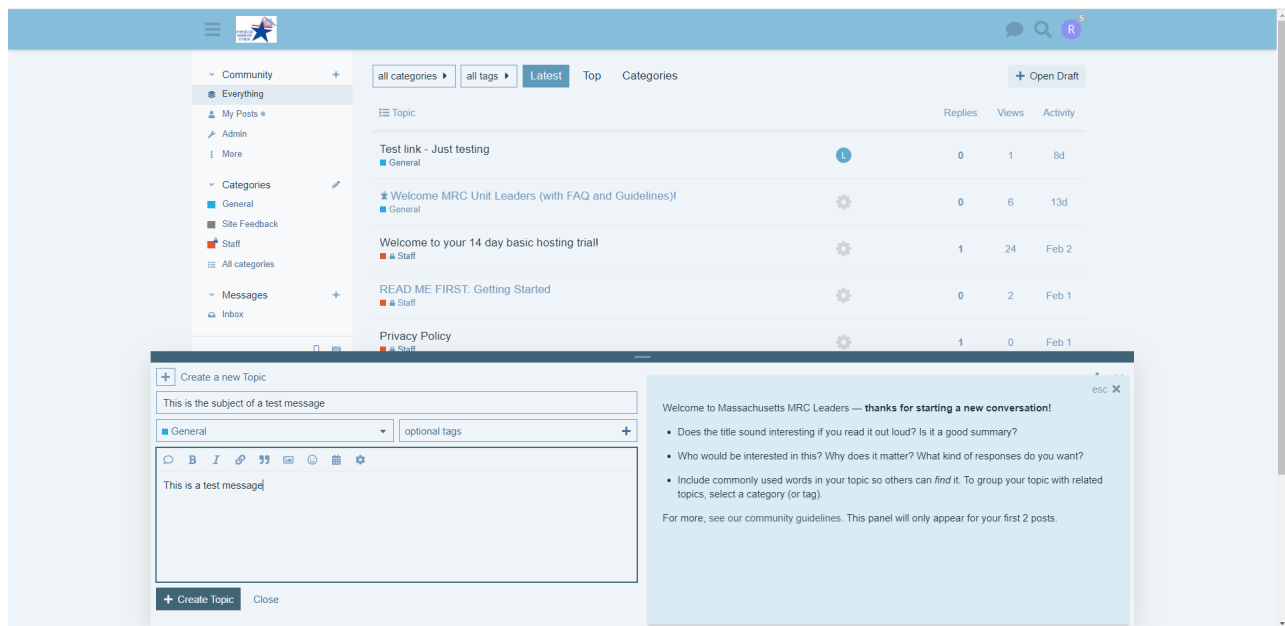 R
5
Community
Everything
My Posts
Admin
More
Categories
General
Site Feedback
Staff
All categories
Messages
Inbox
all categories
all tags
Latest
Top
Categories
Open Draft
Topic
Replies
Views
Activity
Test link - Just testing
General
L
0
1
8d
Welcome MRC Unit Leaders (with FAQ and Guidelines)!
General
0
6
13d
Welcome to your 14 day basic hosting trial!
Staff
1
24
Feb 2
READ ME FIRST: Getting Started
Staff
0
2
Feb 1
Privacy Policy
Staff
1
0
Feb 1
Create a new Topic
This is the subject of a test message
General
optional tags
B I
This is a test message
Create Topic
Close
esc
Welcome to Massachusetts MRC Leaders — thanks for starting a new conversation!
• Does the title sound interesting if you read it out loud? Is it a good summary?
• Who would be interested in this? Why does it matter? What kind of responses do you want?
• Include commonly used words in your topic so others can find it. To group your topic with related
topics, select a category (or tag).
For more, see our community guidelines. This panel will only appear for your first 2 posts.